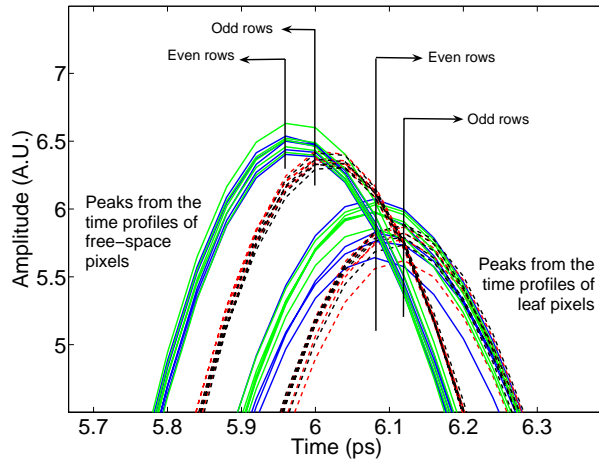 Odd rows
Even rows
Even rows
Odd rows
7
6.5
6
5.5
5
Amplitude (A.U.)
Peaks from the
time profiles of
free−space
pixels
Peaks from the
time profiles of
leaf pixels
5.7 5.8 5.9 6 6.1 6.2 6.3
Time (ps)